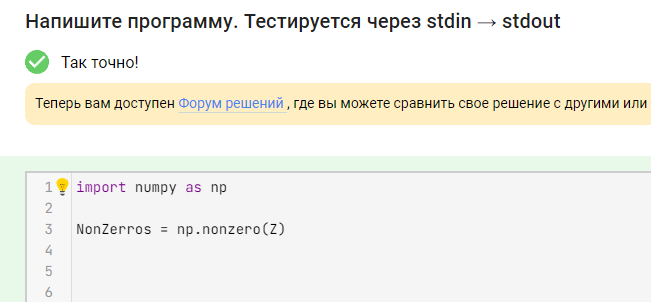 Напишите программу. Тестируется через stdin → stdout
Так точно!
Теперь вам доступен Форум решений , где вы можете сравнить свое решение с другими или
1 import numpy as np
2
3 NonZerros = np.nonzero(Z)
4
5
6